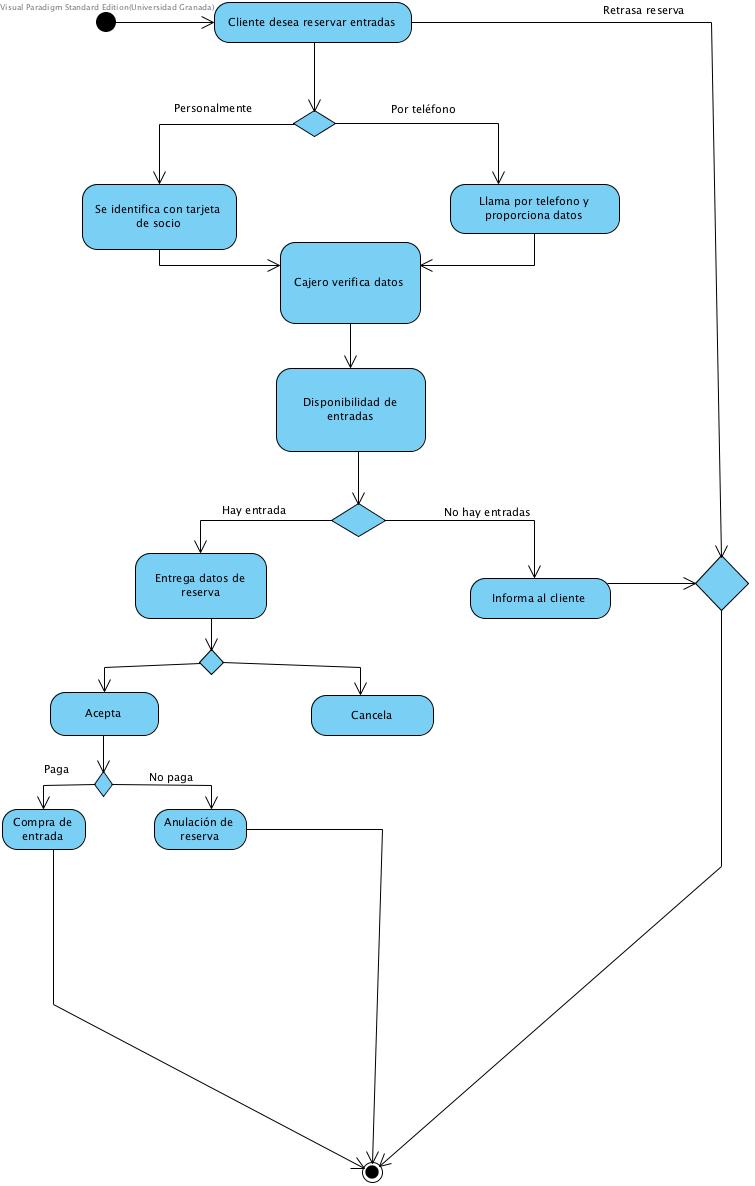 Visual Paradigm Standard Edition(Universidad Granada)
Cliente desea reservar entradas
Retrasa reserva
Personalmente
Por teléfono
Se identifica con tarjeta
de socio
Llama por telefono y
proporciona datos
Cajero verifica datos
Disponibilidad de
entradas
Hay entrada
No hay entradas
Entrega datos de
reserva
Informa al cliente
Acepta
Cancela
Paga
No paga
Compra de
entrada
Anulación de
reserva